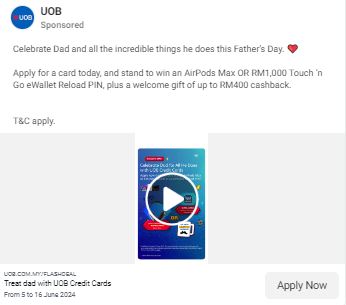 UOB
UOB
Sponsored
Celebrate Dad and all the incredible things he does this Father's Day. ❤️
Apply for a card today, and stand to win an AirPods Max OR RM1,000 Touch 'n
Go eWallet Reload PIN, plus a welcome gift of up to RM400 cashback.
T&C apply.
Celebrate Dad for All He Does
with UOB Credit Cards
OR
UOB.COM.MY/FLASHDEAL
Treat dad with UOB Credit Cards
From 5 to 16 June 2024
Apply Now